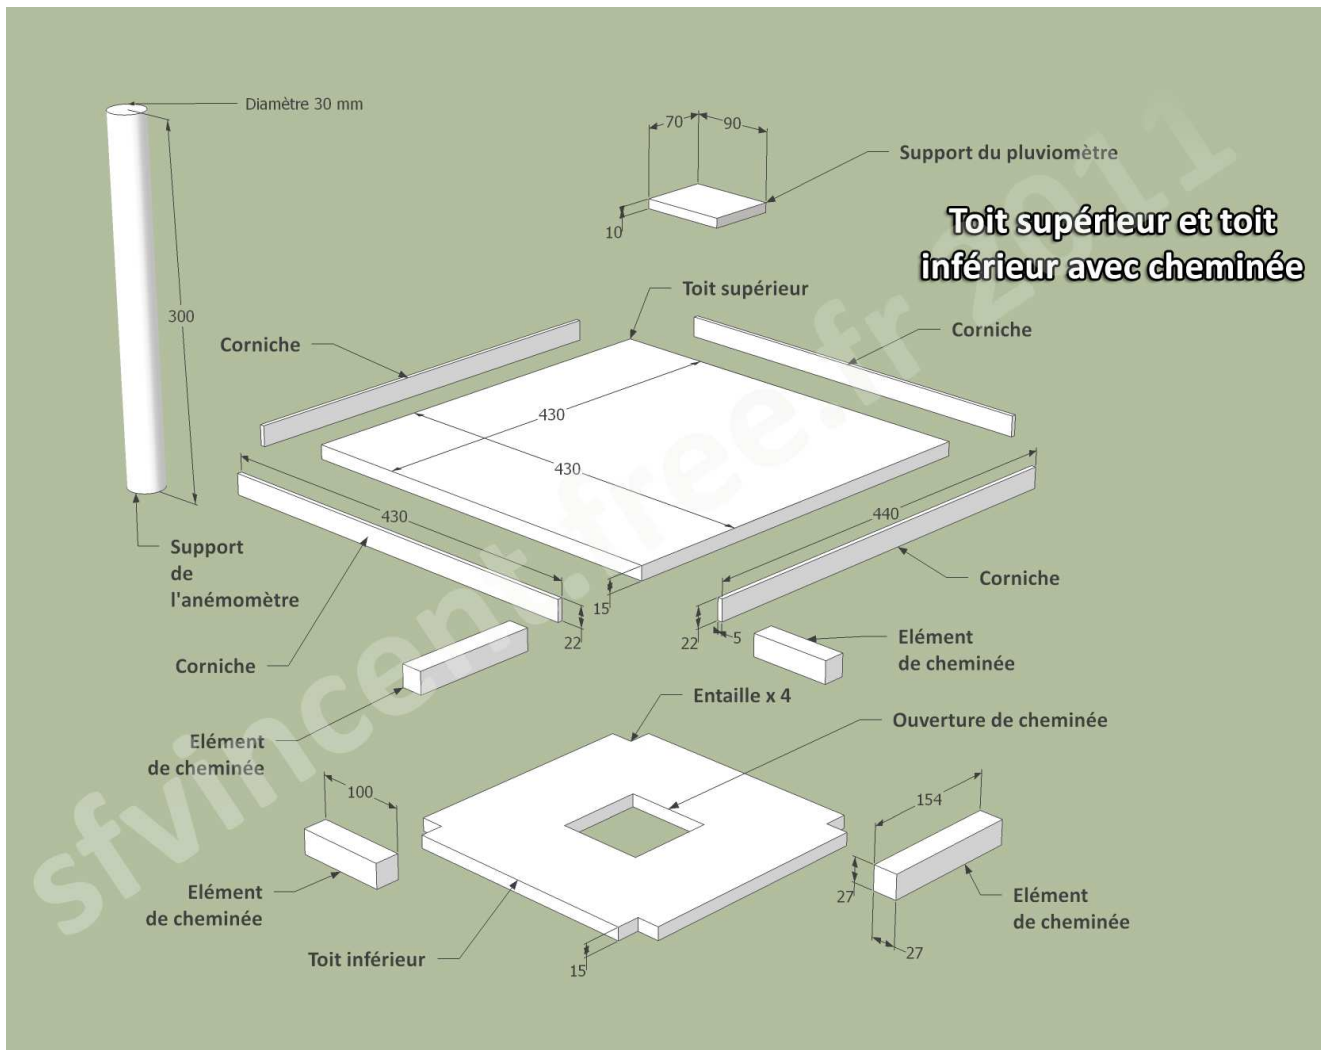 Diamètre 30 mm
70
90
Support du pluviomètre
10
Toit supérieur et toit
inférieur avec cheminée
Toit supérieur
300
Corniche
Corniche
430
430
430
440
Support
de
l'anémomètre
Corniche
15
22
22
5
Corniche
Elément
de cheminée
Entaille x 4
Ouverture de cheminée
Elément
de cheminée
100
154
Elément
de cheminée
27
Elément
de cheminée
Toit inférieur
15
27
sfvincent.free.fr 2011